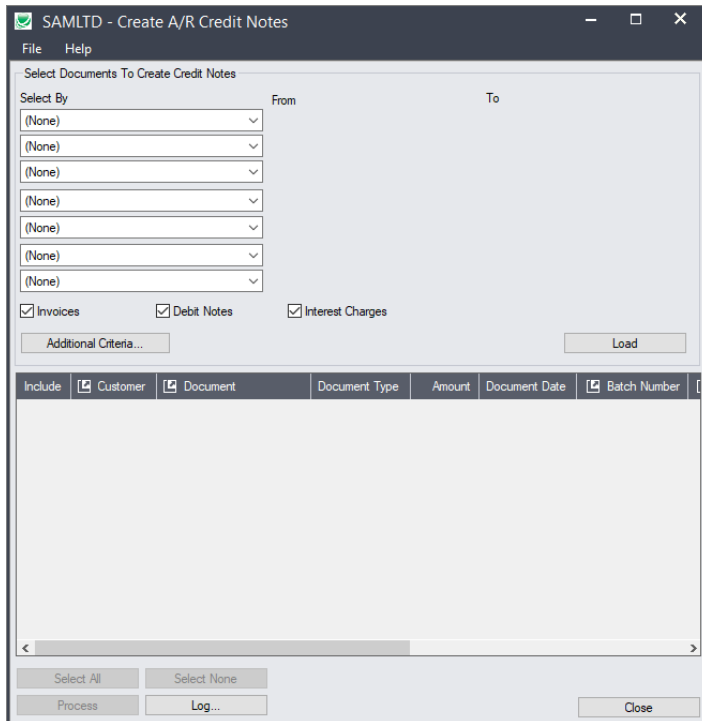 SAMLTD - Create A/R Credit Notes
File Help
Select Documents To Create Credit Notes
Select By From To
(None)
(None)
(None)
(None)
(None)
(None)
(None)
Invoices Debit Notes Interest Charges
Additional Criteria... Load
Include Customer Document Document Type Amount Document Date Batch Number
Select All Select None
Process Log... Close